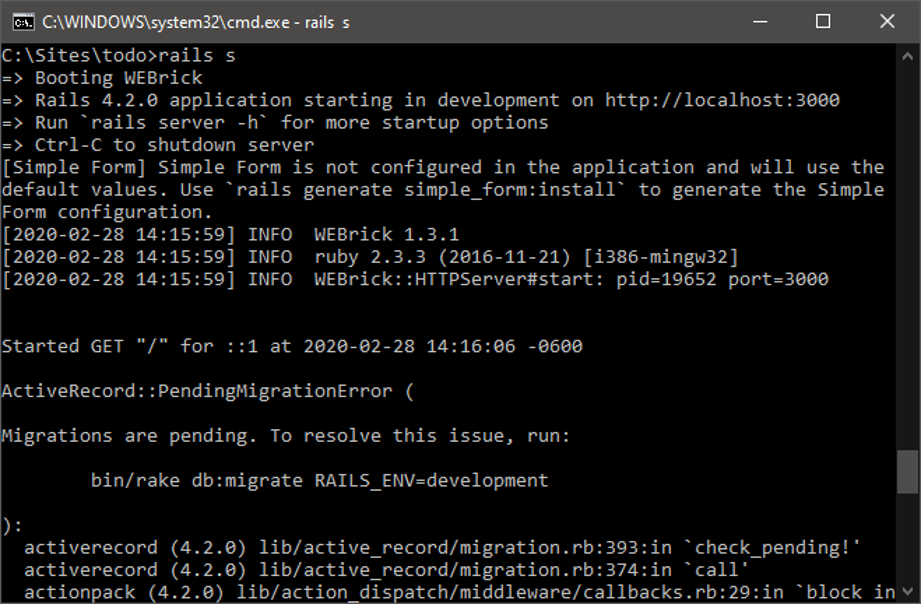 C:\WINDOWS\system32\cmd.exe - rails s
C:\Sites\todo>rails s
=> Booting WEBrick
=> Rails 4.2.0 application starting in development on http://localhost:3000
=> Run `rails server -h` for more startup options
=> Ctrl-C to shutdown server
[Simple Form] Simple Form is not configured in the application and will use the
default values. Use `rails generate simple_form:install` to generate the Simple
Form configuration.
[2020-02-28 14:15:59] INFO  WEBrick 1.3.1
[2020-02-28 14:15:59] INFO  ruby 2.3.3 (2016-11-21) [i386-mingw32]
[2020-02-28 14:15:59] INFO  WEBrick::HTTPServer#start: pid=19652 port=3000
Started GET "/" for ::1 at 2020-02-28 14:16:06 -0600
ActiveRecord::PendingMigrationError (
Migrations are pending. To resolve this issue, run:
        bin/rake db:migrate RAILS_ENV=development
):
  activerecord (4.2.0) lib/active_record/migration.rb:393:in `check_pending!'
  activerecord (4.2.0) lib/active_record/migration.rb:374:in `call'
  actionpack (4.2.0) lib/action_dispatch/middleware/callbacks.rb:29:in `block in